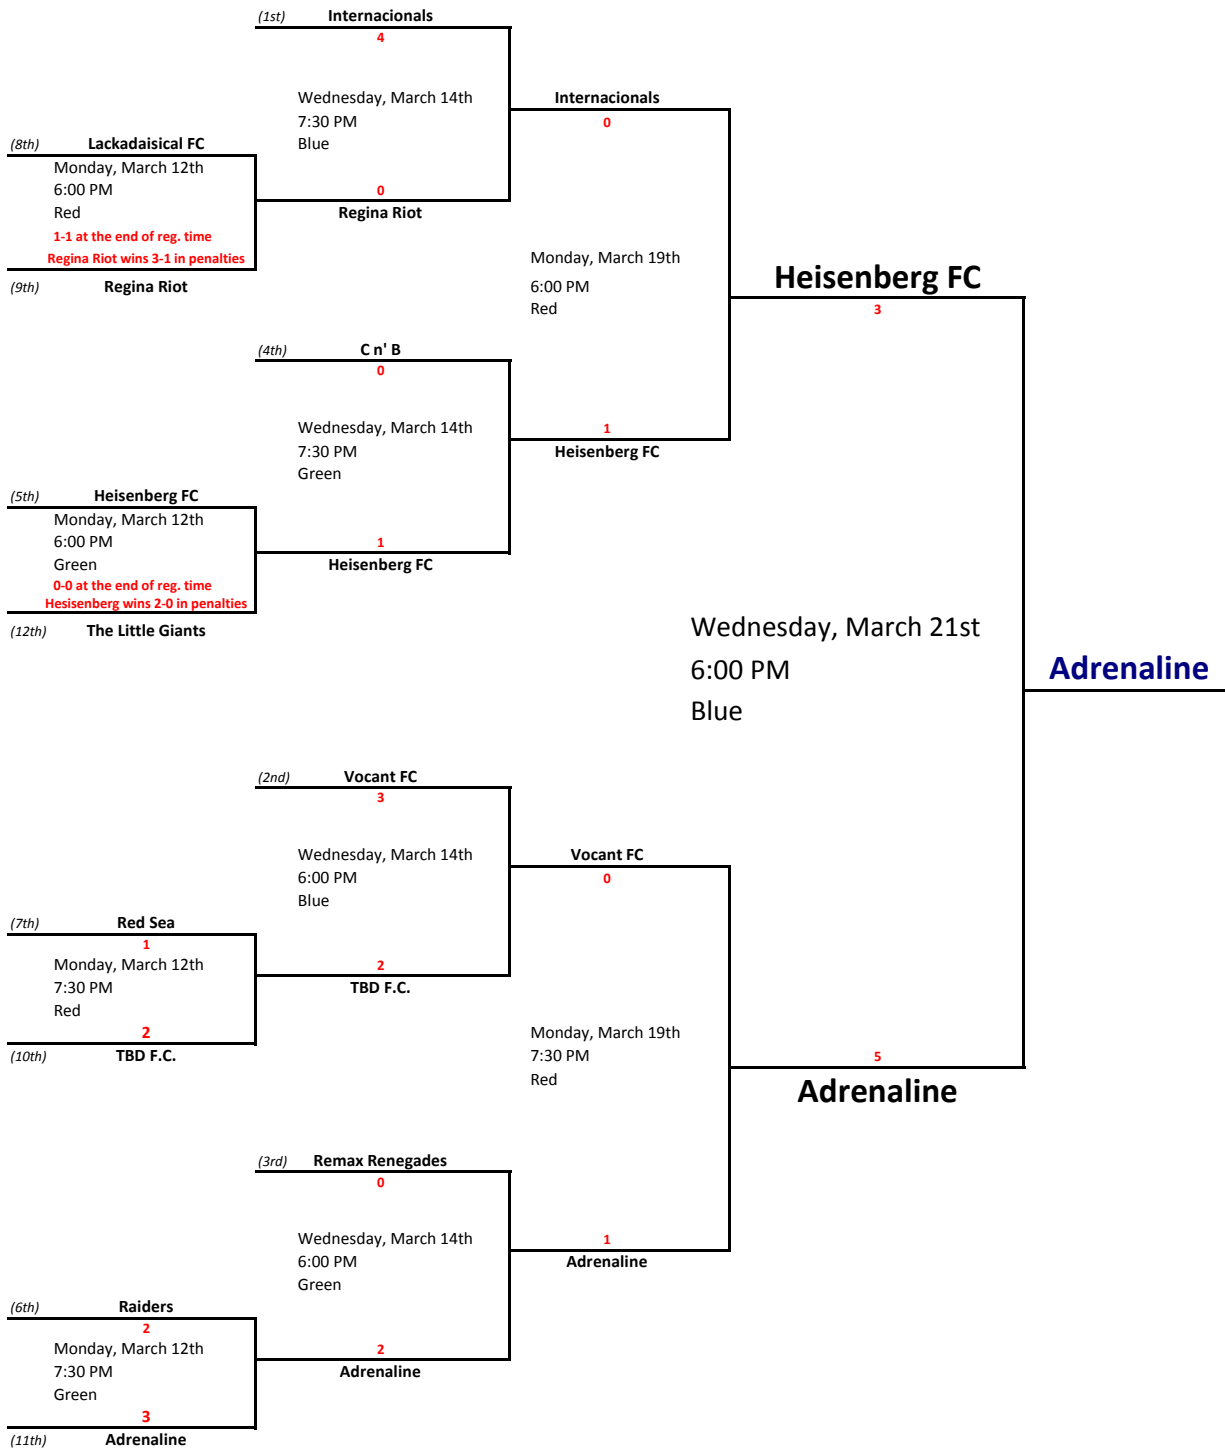 (1st) Internacionals
4
Wednesday, March 14th
7:30 PM
Blue
Internacionals
0
(8th) Lackadaisical FC
Monday, March 12th
6:00 PM
Red
1-1 at the end of reg. time
Regina Riot wins 3-1 in penalties
(9th) Regina Riot
0
Regina Riot
Monday, March 19th
6:00 PM
Red
Heisenberg FC
3
(4th) C n' B
0
Wednesday, March 14th
7:30 PM
Green
1
Heisenberg FC
(5th) Heisenberg FC
Monday, March 12th
6:00 PM
Green
0-0 at the end of reg. time
Hesisenberg wins 2-0 in penalties
(12th) The Little Giants
1
Heisenberg FC
Wednesday, March 21st
6:00 PM
Blue
Adrenaline
(2nd) Vocant FC
3
Wednesday, March 14th
6:00 PM
Blue
Vocant FC
0
(7th) Red Sea
1
Monday, March 12th
7:30 PM
Red
2
(10th) TBD F.C.
2
TBD F.C.
Monday, March 19th
7:30 PM
Red
5
Adrenaline
(3rd) Remax Renegades
0
Wednesday, March 14th
6:00 PM
Green
1
Adrenaline
(6th) Raiders
2
Monday, March 12th
7:30 PM
Green
3
(11th) Adrenaline
2
Adrenaline